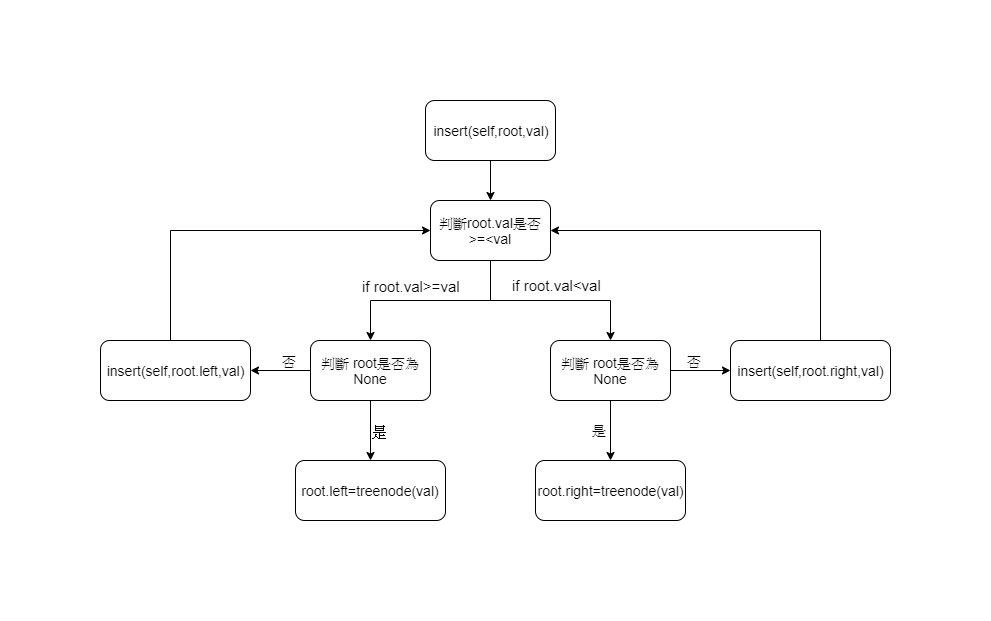 insert(self,root,val)
判斷root.val是否
>=<val
if root.val>=val
if root.val<val
insert(self,root.left,val)
否
判斷 root是否為
None
判斷 root是否為
None
否
insert(self,root.right,val)
是
是
root.left=treenode(val)
root.right=treenode(val)